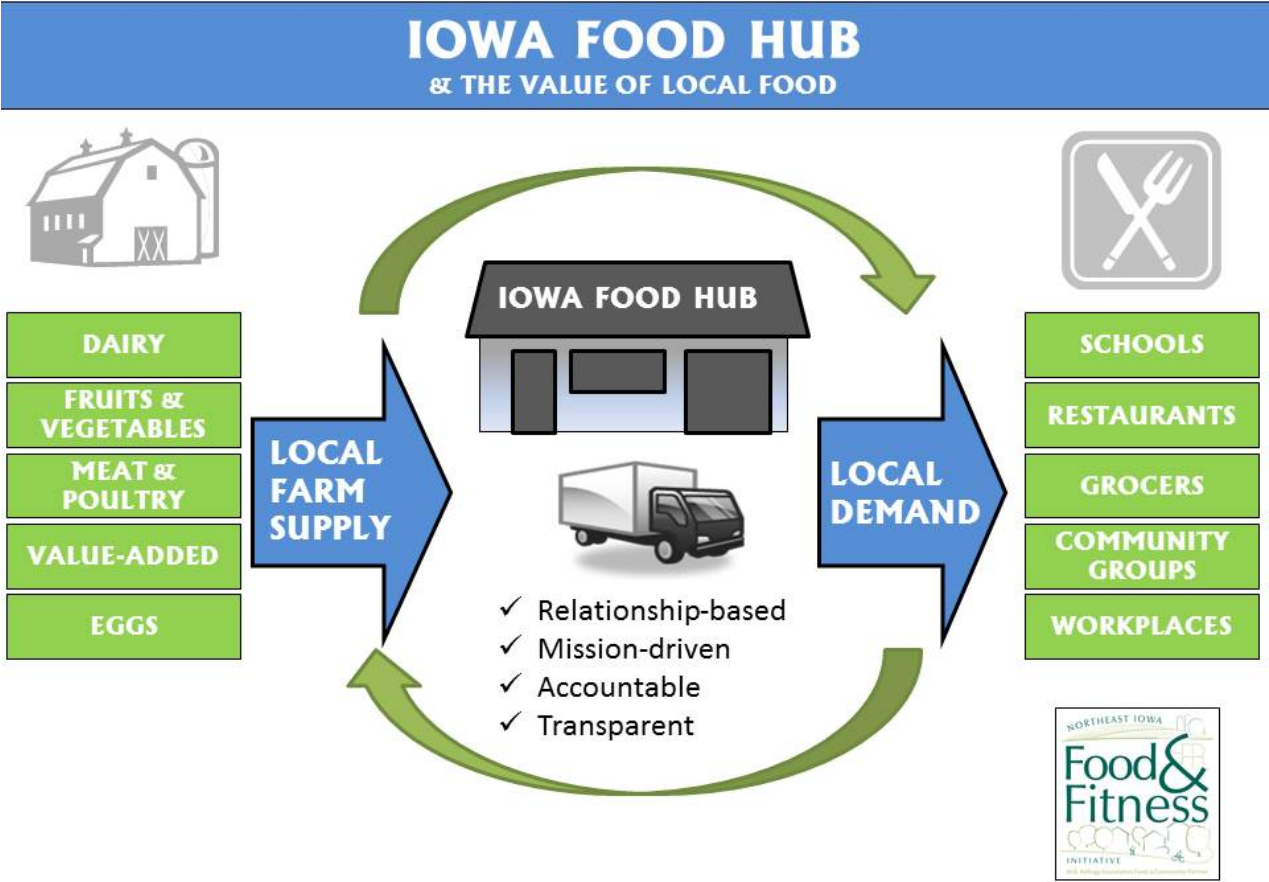 IOWA FOOD HUB
& THE VALUE OF LOCAL FOOD
DAIRY
FRUITS &
VEGETABLES
MEAT &
POULTRY
VALUE-ADDED
EGGS
LOCAL
FARM
SUPPLY
IOWA FOOD HUB
✓ Relationship-based
✓ Mission-driven
✓ Accountable
✓ Transparent
LOCAL
DEMAND
SCHOOLS
RESTAURANTS
GROCERS
COMMUNITY
GROUPS
WORKPLACES
NORTHEAST IOWA
Food &
Fitness
INITIATIVE